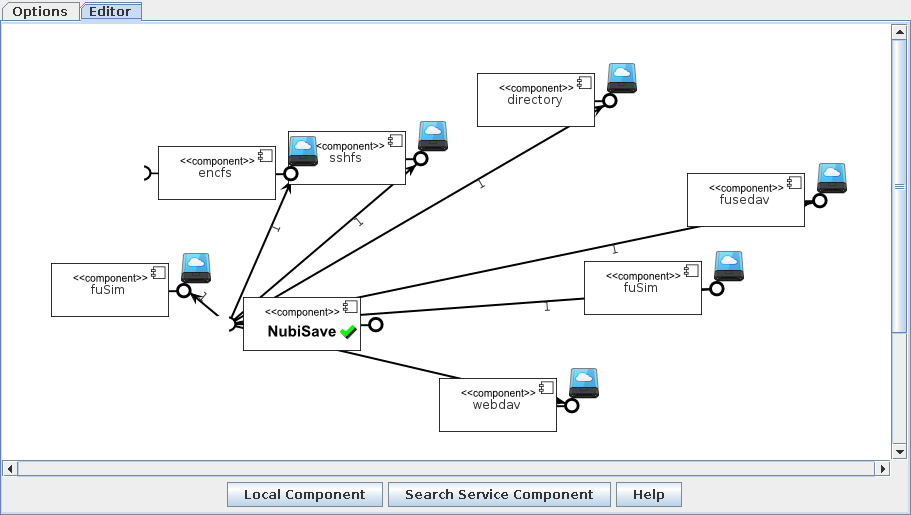 Options Editor
<<component>>
directory
<<component>>
sshfs
<<component>>
encfs
<<component>>
fusedav
<<component>>
fuSim
<<component>>
fuSim
<<component>>
NubiSave
<<component>>
webdav
1
1
1
1
1
1
Local Component Search Service Component Help